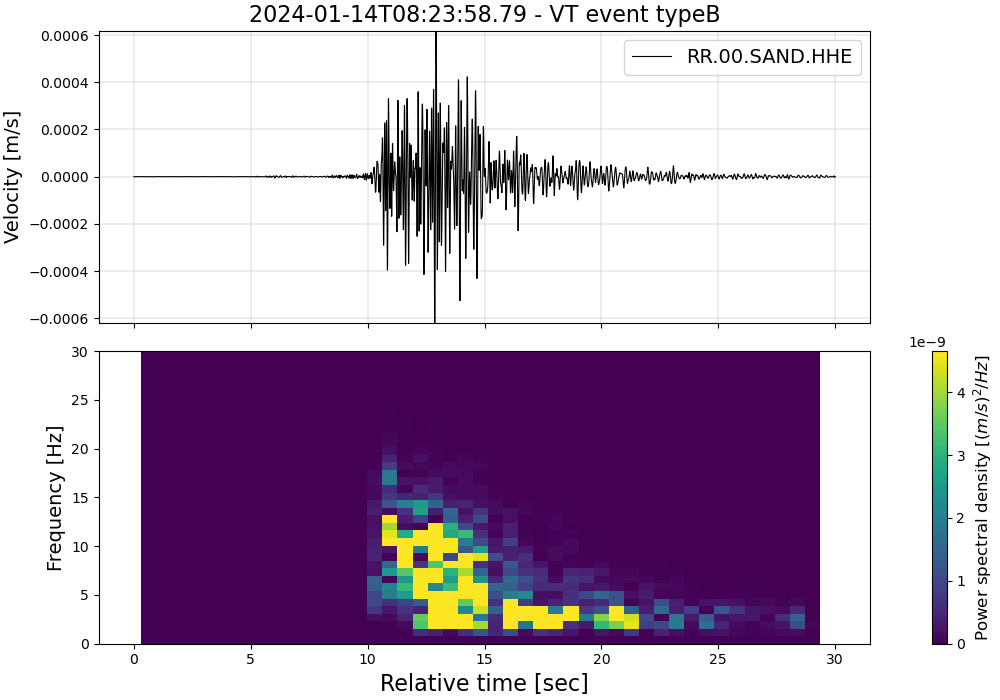 2024-01-14T08:23:58.79 - VT event typeB
RR.00.SAND.HHE
Velocity [m/s]
0.0006
0.0004
0.0002
0.0000
−0.0002
−0.0004
−0.0006
1e−9
Frequency [Hz]
30
25
20
15
10
5
0
0 5 10 15 20 25 30
Relative time [sec]
4
3
2
1
0
Power spectral density [(m/s)²/Hz]